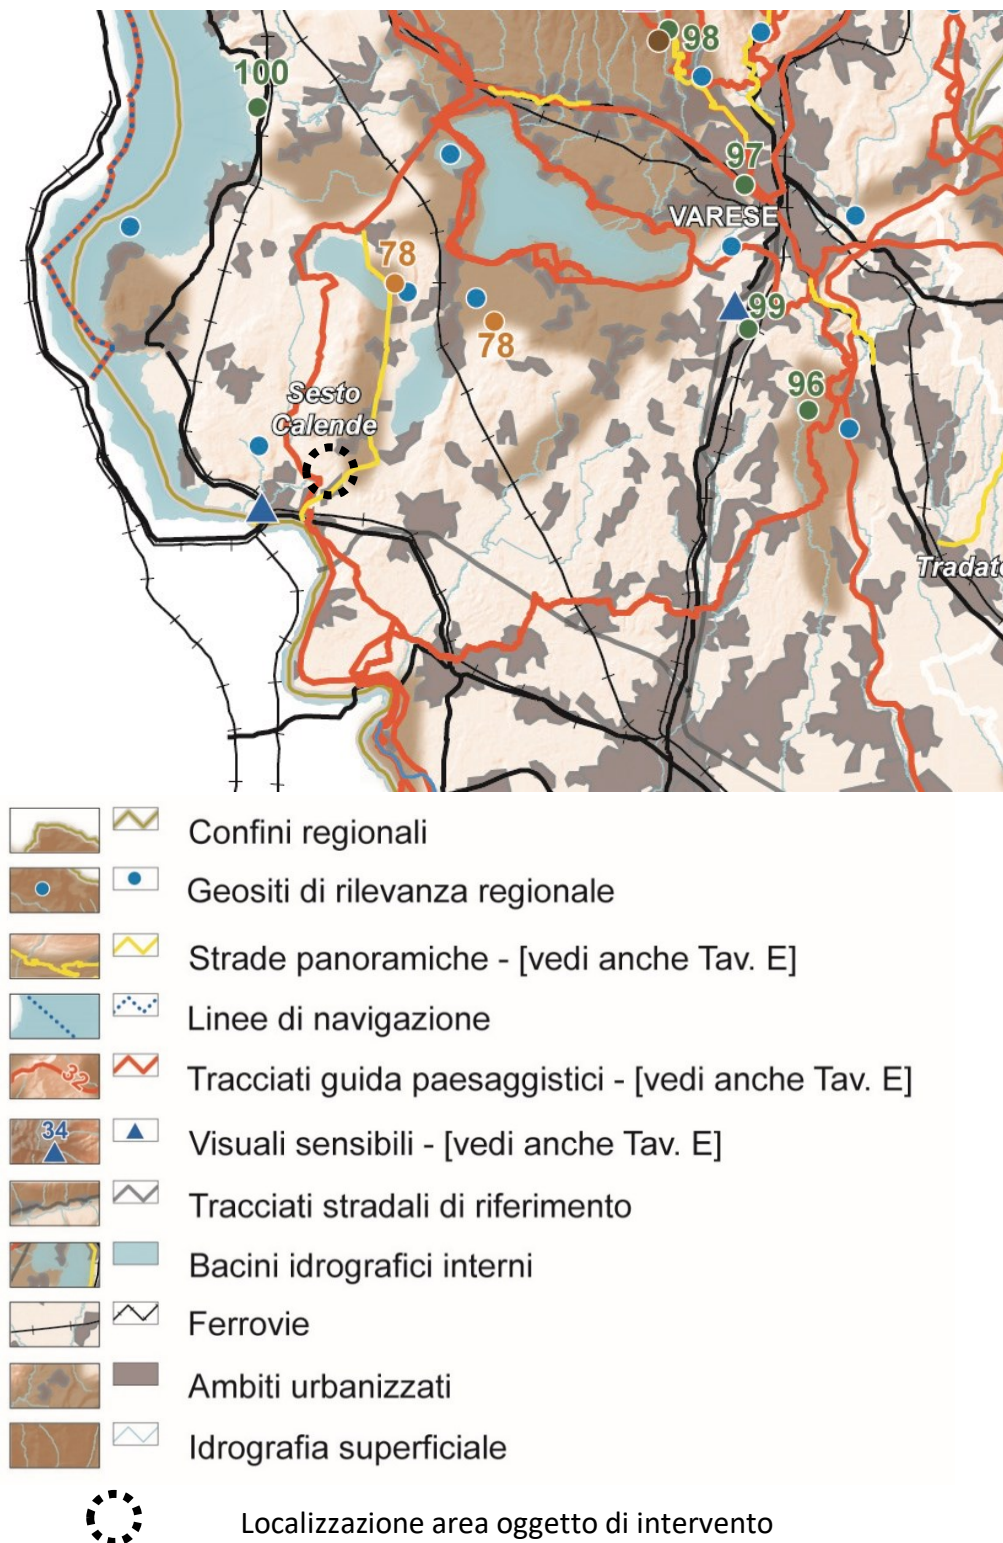 98
100
97
VARESE
78
99
78
Sesto
Calende
96
Tradate
Confini regionali
Geositi di rilevanza regionale
Strade panoramiche - [vedi anche Tav. E]
Linee di navigazione
32
Tracciati guida paesaggistici - [vedi anche Tav. E]
34
Visuali sensibili - [vedi anche Tav. E]
Tracciati stradali di riferimento
Bacini idrografici interni
Ferrovie
Ambiti urbanizzati
Idrografia superficiale
Localizzazione area oggetto di intervento